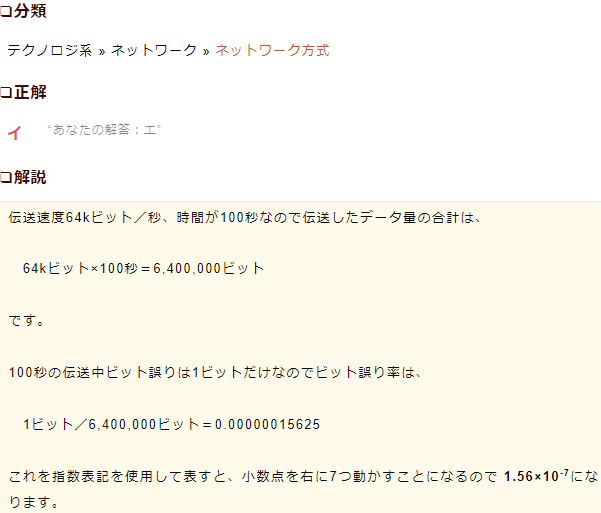 ❏分類
テクノロジ系 » ネットワーク » ネットワーク方式
❏正解
イ “あなたの解答：エ”
❏解説
伝送速度64kビット／秒、時間が100秒なので伝送したデータ量の合計は、
64kビット×100秒＝6,400,000ビット
です。
100秒の伝送中ビット誤りは1ビットだけなのでビット誤り率は、
1ビット／6,400,000ビット＝0.00000015625
これを指数表記を使用して表すと、小数点を右に7つ動かすことになるので 1.56×10⁻⁷にな
ります。